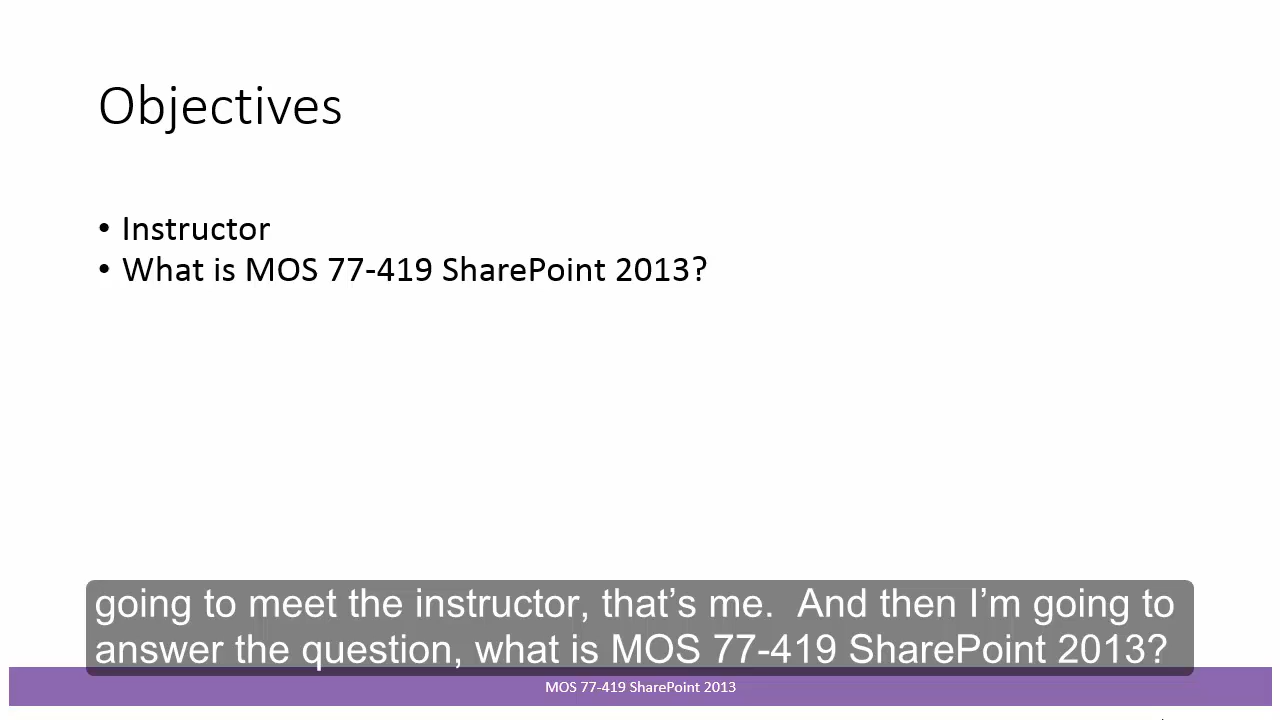 Objectives
• Instructor
• What is MOS 77-419 SharePoint 2013?
going to meet the instructor, that’s me.  And then I’m going to
answer the question, what is MOS 77-419 SharePoint 2013?
MOS 77-419 SharePoint 2013